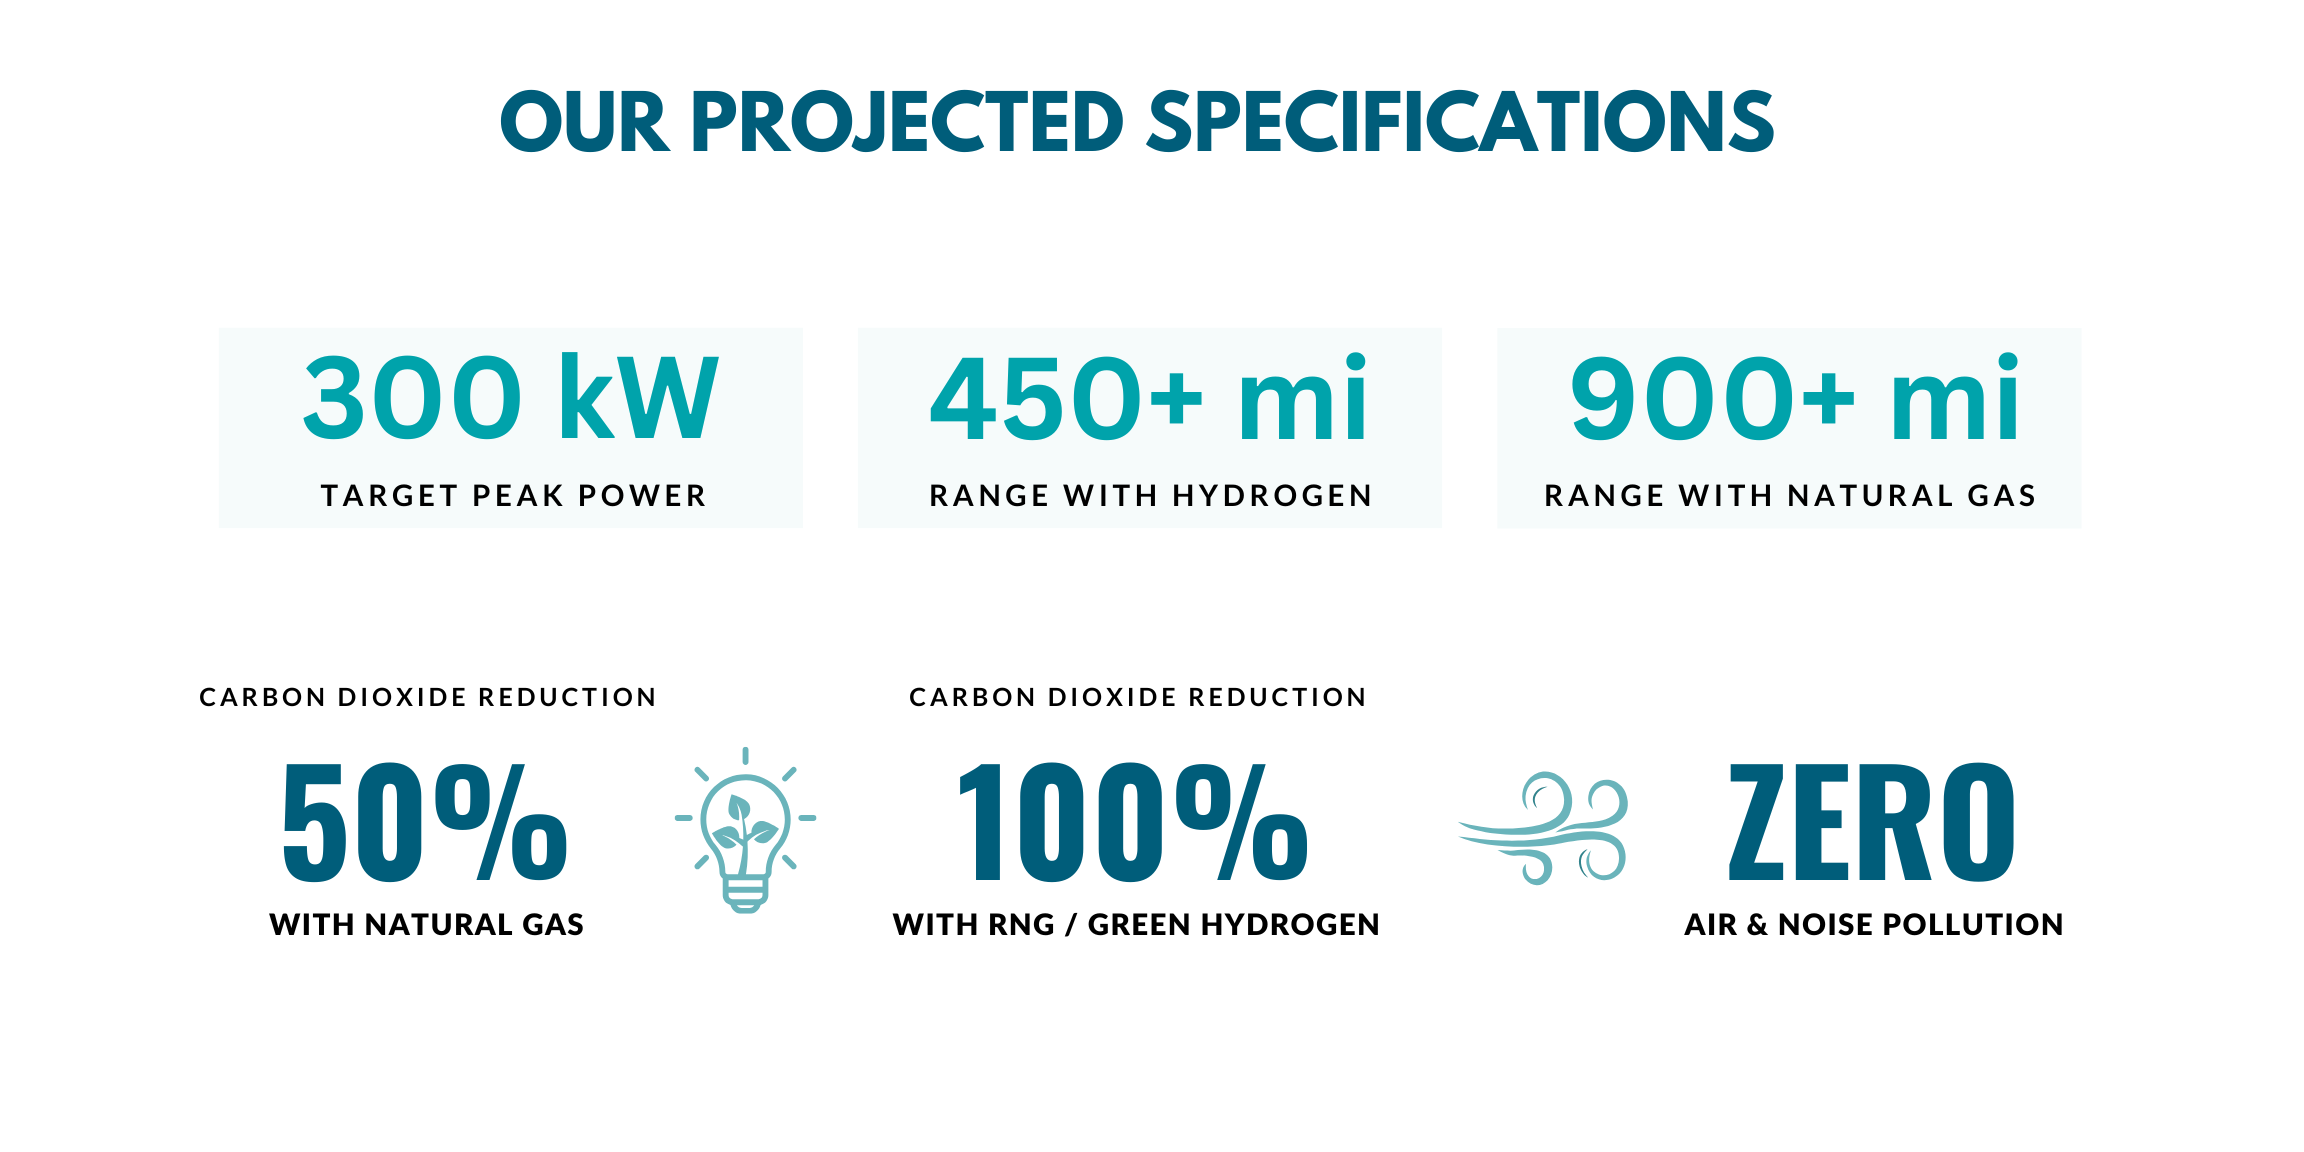 OUR PROJECTED SPECIFICATIONS
300 kW
TARGET PEAK POWER
450+ mi
RANGE WITH HYDROGEN
900+ mi
RANGE WITH NATURAL GAS
CARBON DIOXIDE REDUCTION
50%
WITH NATURAL GAS
CARBON DIOXIDE REDUCTION
100%
WITH RNG / GREEN HYDROGEN
ZERO
AIR & NOISE POLLUTION